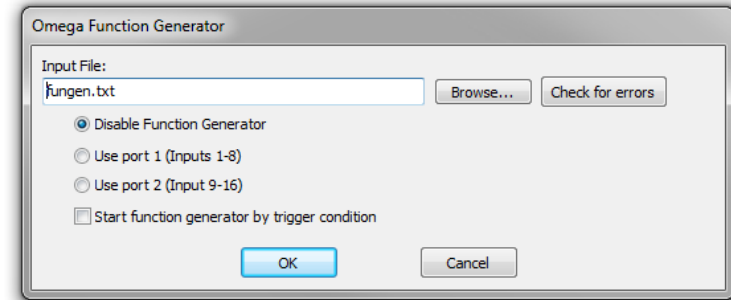 Omega Function Generator
Input File:
fungen.txt
Browse...
Check for errors
Disable Function Generator
Use port 1 (Inputs 1-8)
Use port 2 (Input 9-16)
Start function generator by trigger condition
OK
Cancel